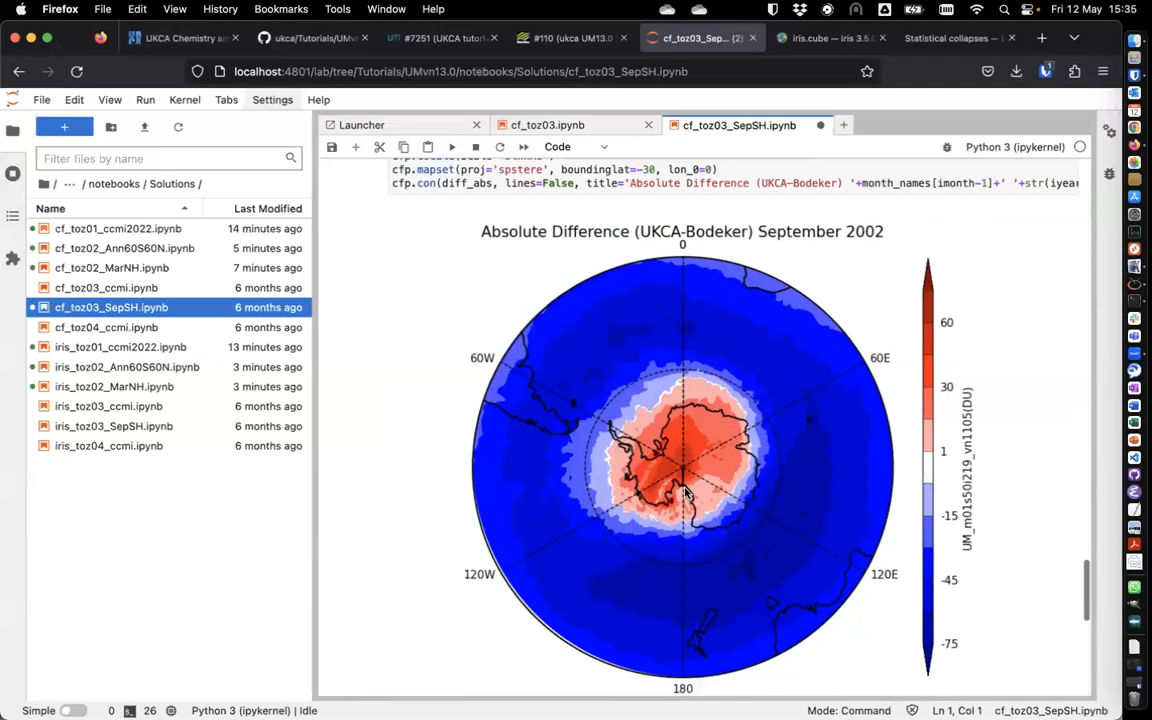 Firefox File Edit View History Bookmarks Tools Window Help Fri 12 May 15:35
UKCA Chemistry an ukca/Tutorials/UMv #7251 (UKCA tutori #110 (ukca UM13.0 cf_toz03_Sep... (2) iris.cube — iris 3.5. Statistical collapses —
localhost:4801/lab/tree/Tutorials/UMvn13.0/notebooks/Solutions/cf_toz03_SepSH.ipynb
File Edit View Run Kernel Tabs Settings Help
Launcher cf_toz03.ipynb cf_toz03_SepSH.ipynb
Code Python 3 (ipykernel)
Filter files by name
/ ··· / notebooks / Solutions /
Name Last Modified
cf_toz01_ccmi2022.ipynb 14 minutes ago
cf_toz02_Ann60S60N.ipynb 5 minutes ago
cf_toz02_MarNH.ipynb 7 minutes ago
cf_toz03_ccmi.ipynb 6 months ago
cf_toz03_SepSH.ipynb 6 months ago
cf_toz04_ccmi.ipynb 6 months ago
iris_toz01_ccmi2022.ipynb 13 minutes ago
iris_toz02_Ann60S60N.ipynb 3 minutes ago
iris_toz02_MarNH.ipynb 3 minutes ago
iris_toz03_ccmi.ipynb 6 months ago
iris_toz03_SepSH.ipynb 6 months ago
iris_toz04_ccmi.ipynb 6 months ago
cfp.mapset(proj='spstere', boundinglat=-30, lon_0=0)
cfp.con(diff_abs, lines=False, title='Absolute Difference (UKCA-Bodeker) '+month_names[imonth-1]+' '+str(iyear
Absolute Difference (UKCA-Bodeker) September 2002
0
60W
60E
120W
120E
180
60
30
1
-15
-45
-75
UM_m01s50i219_vn1105(DU)
Simple 0 26 Python 3 (ipykernel) | Idle Mode: Command Ln 1, Col 1 cf_toz03_SepSH.ipynb